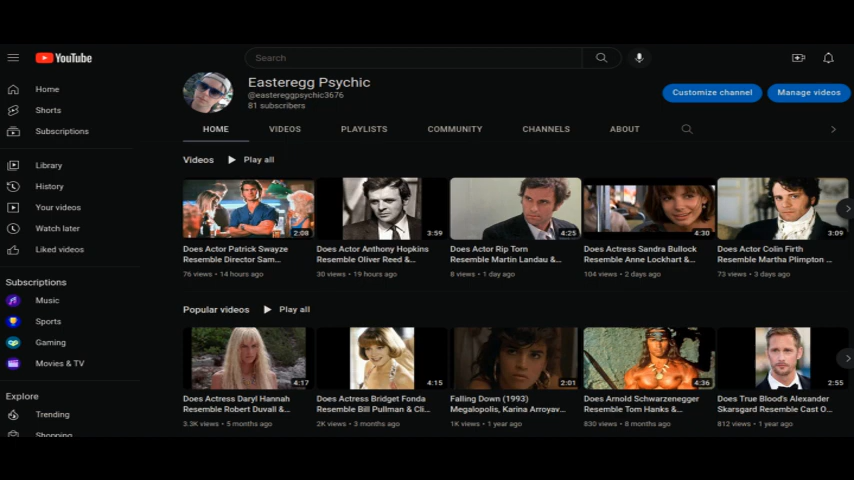 YouTube
Search
Easteregg Psychic
@eastereggpsychic3676
81 subscribers
Customize channel
Manage videos
Home
Shorts
Subscriptions
HOME
VIDEOS
PLAYLISTS
COMMUNITY
CHANNELS
ABOUT
Library
History
Your videos
Watch later
Liked videos
Videos
Play all
2:08
3:59
4:25
4:30
3:09
Does Actor Patrick Swayze
Resemble Director Sam...
76 views • 14 hours ago
Does Actor Anthony Hopkins
Resemble Oliver Reed &...
30 views • 19 hours ago
Does Actor Rip Torn
Resemble Martin Landau &...
8 views • 1 day ago
Does Actress Sandra Bullock
Resemble Anne Lockhart &...
104 views • 2 days ago
Does Actor Colin Firth
Resemble Martha Plimpton ...
73 views • 3 days ago
Subscriptions
Music
Sports
Gaming
Movies & TV
Popular videos
Play all
4:17
4:15
2:01
4:36
2:55
Does Actress Daryl Hannah
Resemble Robert Duvall &...
3.3K views • 5 months ago
Does Actress Bridget Fonda
Resemble Bill Pullman & Cli...
2K views • 3 months ago
Falling Down (1993)
Megalopolis, Karina Arroyav...
1K views • 1 year ago
Does Arnold Schwarzenegger
Resemble Tom Hanks &...
830 views • 8 months ago
Does True Blood's Alexander
Skarsgard Resemble Cast O...
812 views • 1 year ago
Explore
Trending
Shopping